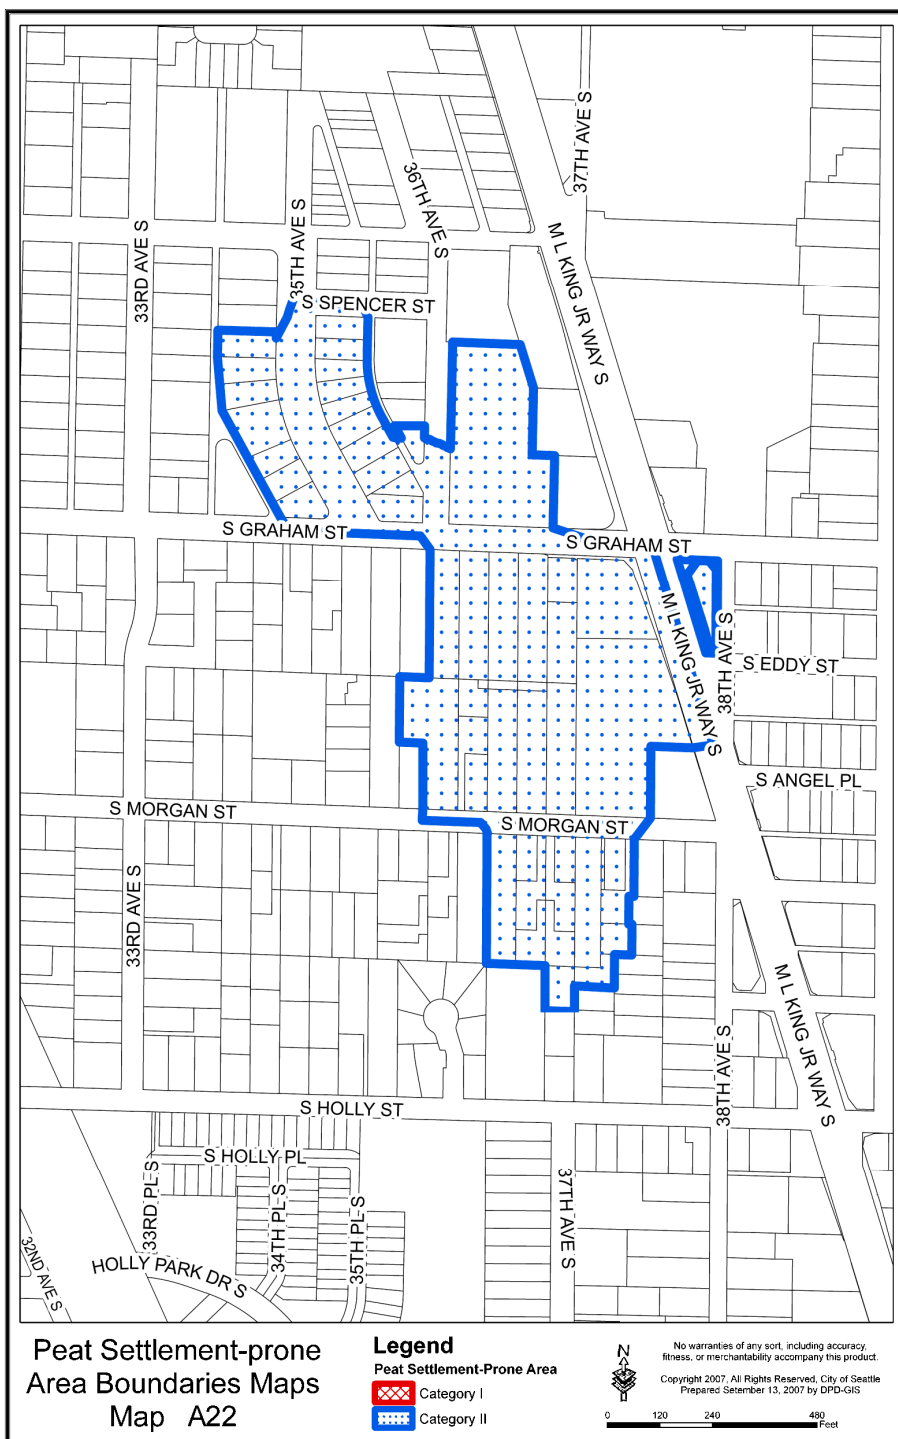 37TH AVE S
36TH AVE S
35TH AVE S
33RD AVE S
M L KING JR WAY S
S SPENCER ST
S GRAHAM ST
S GRAHAM ST
M L KING JR WAY S
38TH AVE S
S EDDY ST
S ANGEL PL
S MORGAN ST
S MORGAN ST
33RD AVE S
M L KING JR WAY S
38TH AVE S
S HOLLY ST
S HOLLY PL
33RD PL S
34TH PL S
35TH PL S
37TH AVE S
32ND AVE S
HOLLY PARK DR S
Peat Settlement-prone
Area Boundaries Maps
Map A22
Legend
Peat Settlement-Prone Area
Category I
Category II
N
No warranties of any sort, including accuracy,
fitness, or merchantability accompany this product.
Copyright 2007, All Rights Reserved, City of Seattle
Prepared Setember 13, 2007 by DPD-GIS
0 120 240 480
Feet